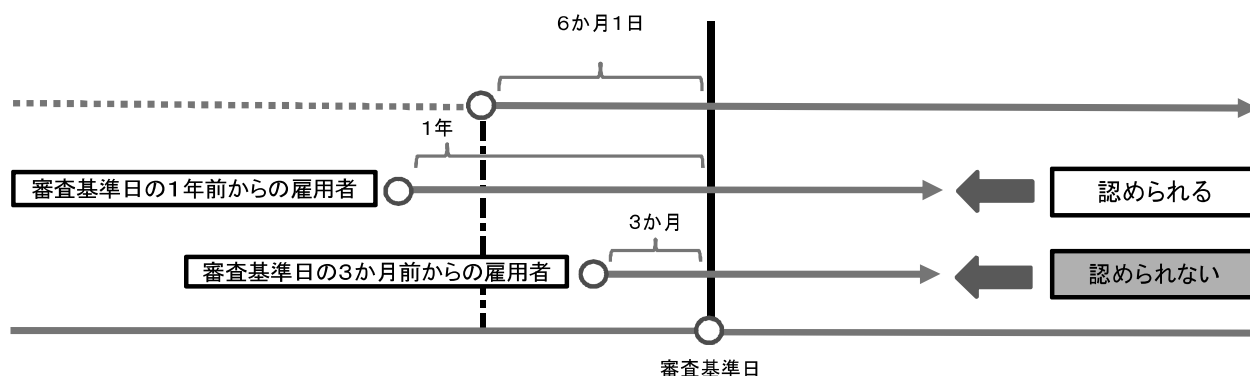 6か月1日
1年
審査基準日の1年前からの雇用者
認められる
3か月
審査基準日の3か月前からの雇用者
認められない
審査基準日